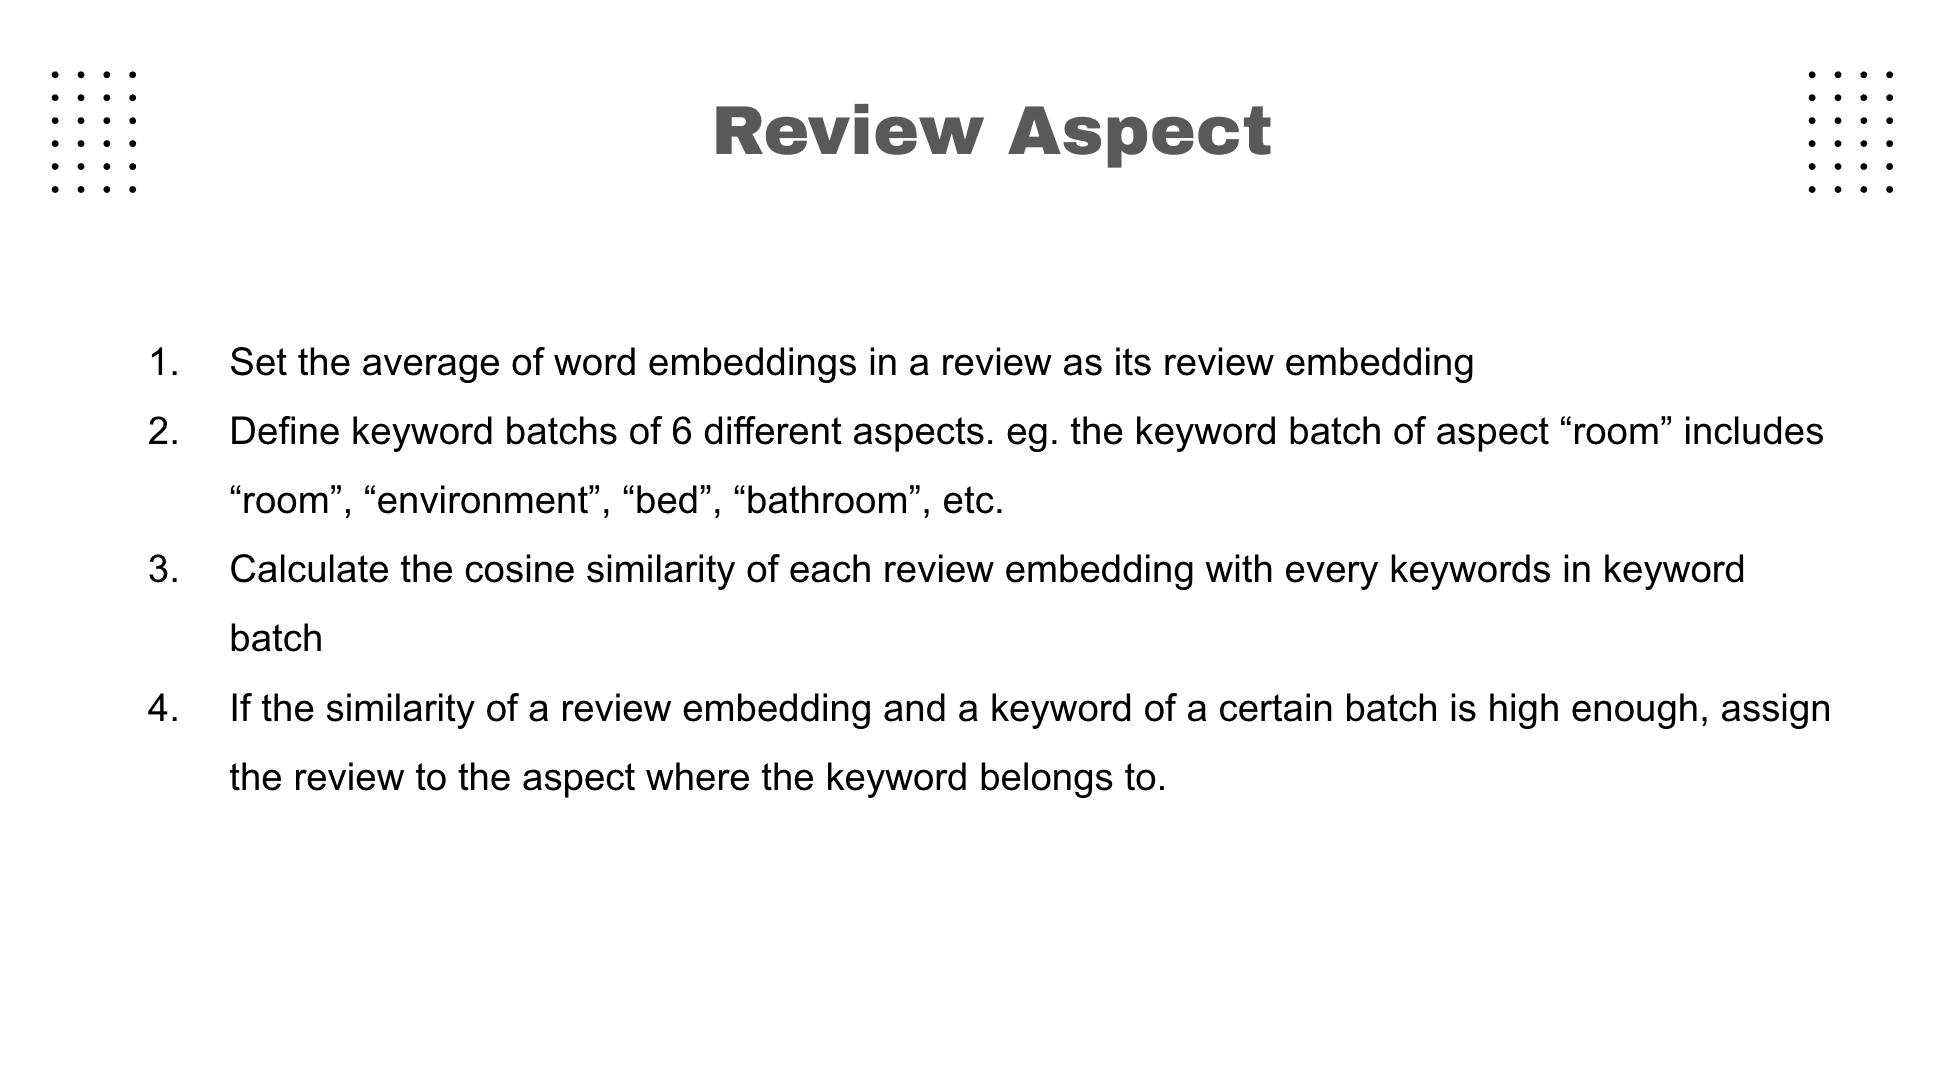 Review Aspect
1. Set the average of word embeddings in a review as its review embedding
2. Define keyword batchs of 6 different aspects. eg. the keyword batch of aspect “room” includes
“room”, “environment”, “bed”, “bathroom”, etc.
3. Calculate the cosine similarity of each review embedding with every keywords in keyword
batch
4. If the similarity of a review embedding and a keyword of a certain batch is high enough, assign
the review to the aspect where the keyword belongs to.